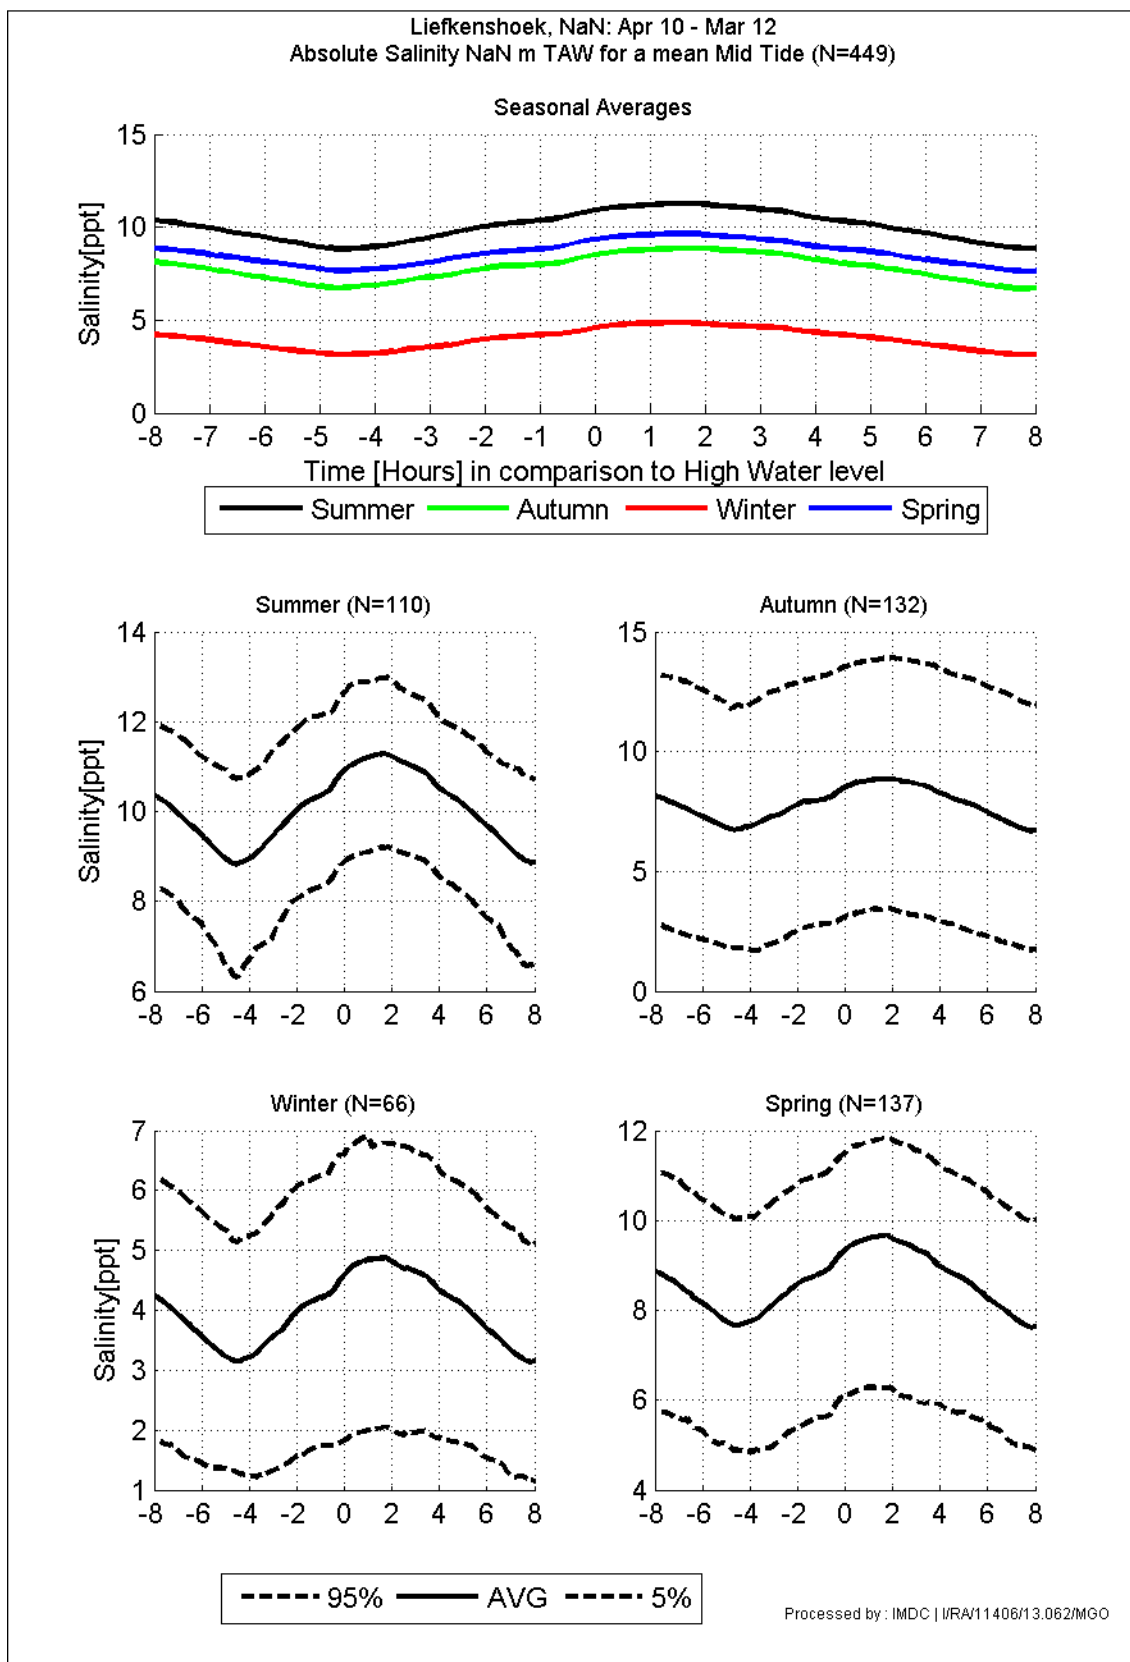 Liefkenshoek, NaN: Apr 10 - Mar 12
Absolute Salinity NaN m TAW for a mean Mid Tide (N=449)
Seasonal Averages
15
10
5
0
Salinity[ppt]
-8 -7 -6 -5 -4 -3 -2 -1 0 1 2 3 4 5 6 7 8
Time [Hours] in comparison to High Water level
Summer Autumn Winter Spring
Summer (N=110)
14
12
10
8
6
Salinity[ppt]
-8 -6 -4 -2 0 2 4 6 8
Autumn (N=132)
15
10
5
0
-8 -6 -4 -2 0 2 4 6 8
Winter (N=66)
7
6
5
4
3
2
1
Salinity[ppt]
-8 -6 -4 -2 0 2 4 6 8
Spring (N=137)
12
10
8
6
4
-8 -6 -4 -2 0 2 4 6 8
95% AVG 5%
Processed by : IMDC | I/RA/11406/13.062/MGO